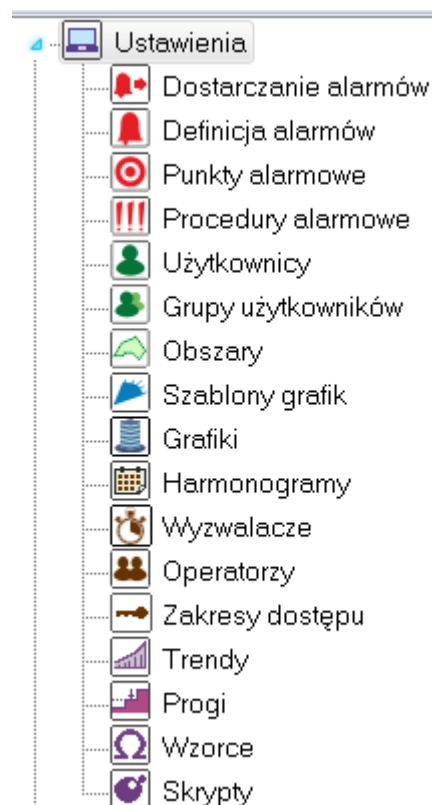 Ustawienia
Dostarczanie alarmów
Definicja alarmów
Punkty alarmowe
Procedury alarmowe
Użytkownicy
Grupy użytkowników
Obszary
Szablony grafik
Grafiki
Harmonogramy
Wyzwalacze
Operatorzy
Zakresy dostępu
Trendy
Progi
Wzorce
Skrypty